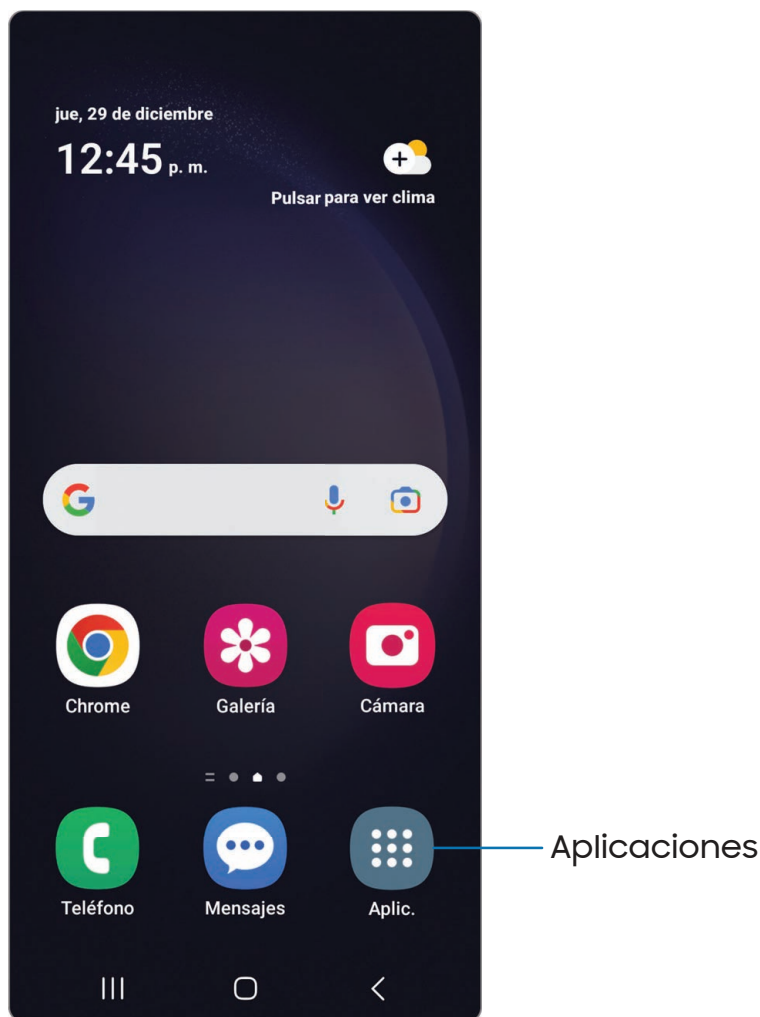 jue, 29 de diciembre
12:45 p. m.
Pulsar para ver clima
G
Chrome Galería Cámara
Aplicaciones
Teléfono Mensajes Aplic.